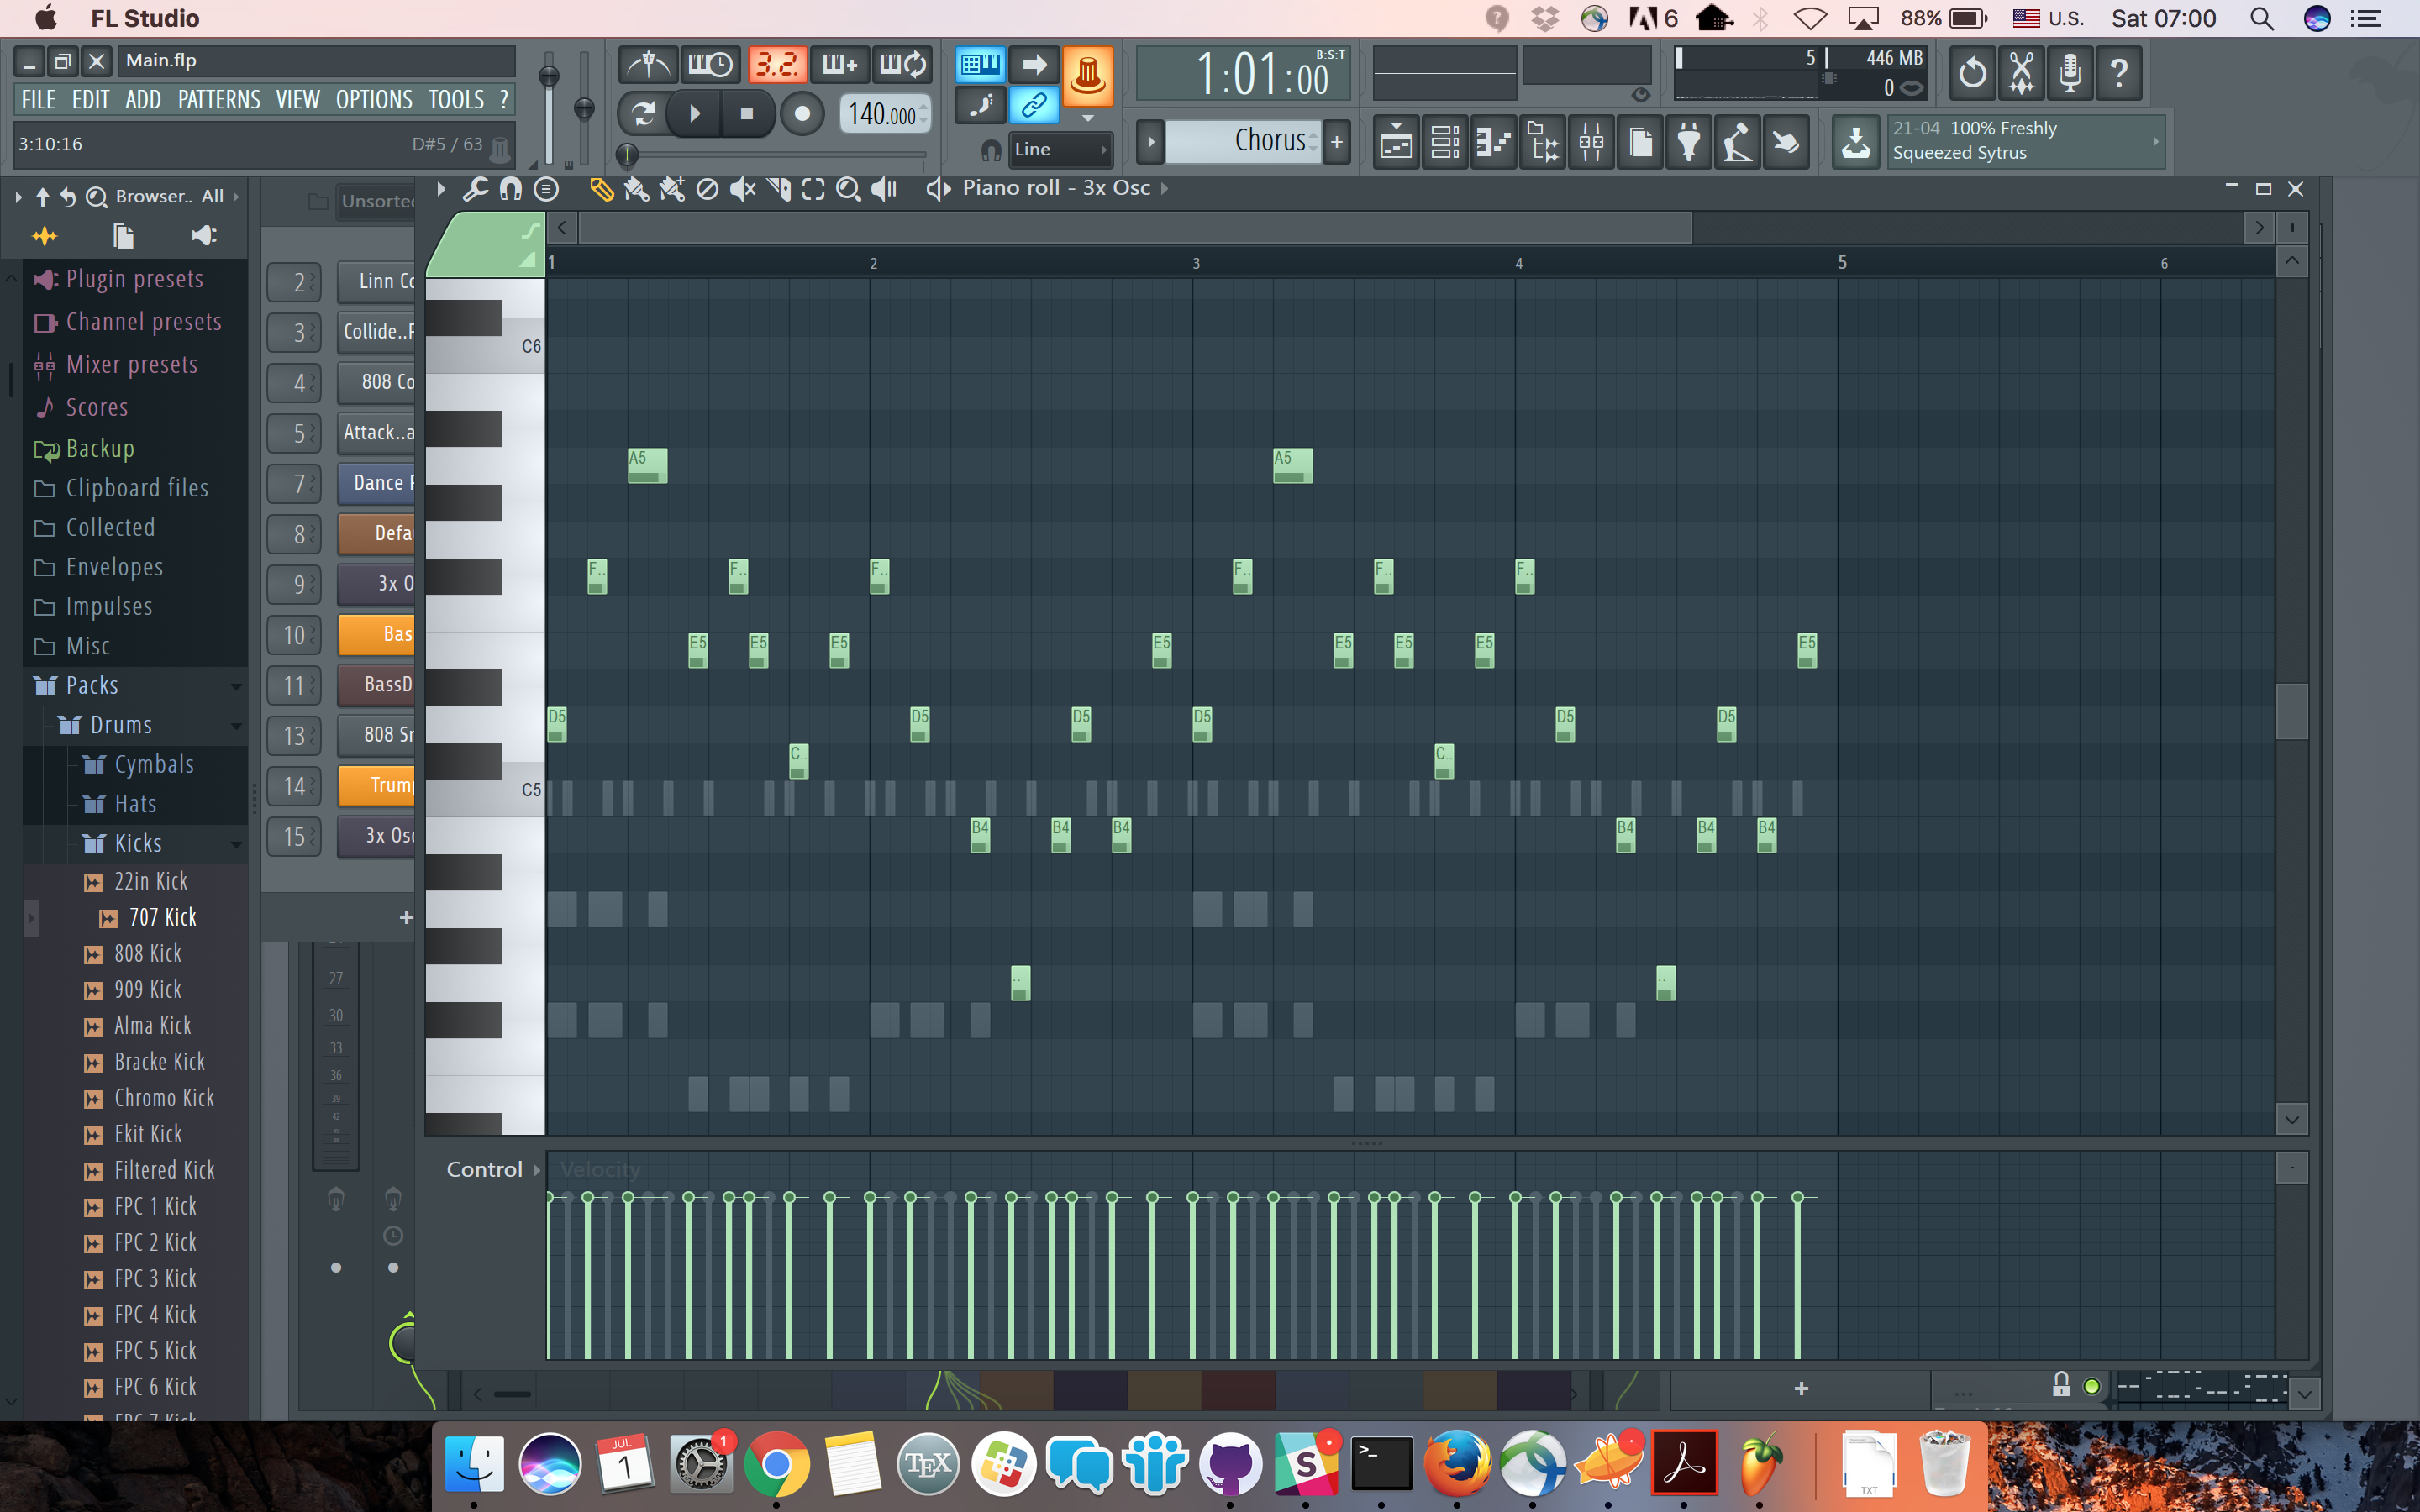 FL Studio
6
88%
U.S.
Sat 07:00
Main.flp
FILE EDIT ADD PATTERNS VIEW OPTIONS TOOLS ?
3:10:16
D#5 / 63
3.2.
140.000
Line
1:01:00
B:S:T
Chorus
5
446 MB
0
?
21-04 100% Freshly
Squeezed Sytrus
Browser.. All
Plugin presets
Channel presets
Mixer presets
Scores
Backup
Clipboard files
Collected
Envelopes
Impulses
Misc
Packs
Drums
Cymbals
Hats
Kicks
22in Kick
707 Kick
808 Kick
909 Kick
Alma Kick
Bracke Kick
Chromo Kick
Ekit Kick
Filtered Kick
FPC 1 Kick
FPC 2 Kick
FPC 3 Kick
FPC 4 Kick
FPC 5 Kick
FPC 6 Kick
FPC 7 Kick
Unsorted
2 Linn Co
3 Collide..F
4 808 Co
5 Attack..a
7 Dance F
8 Defa
9 3x O
10 Bas
11 BassD
13 808 Sn
14 Trum
15 3x Osc
+
27
30
33
36
39
42
Piano roll - 3x Osc
1 2 3 4 5 6
C6
C5
A5 A5
F.. F.. F.. F.. F.. F..
E5 E5 E5 E5 E5 E5 E5 E5
D5 D5 D5 D5 D5 D5
C.. C..
B4 B4 B4 B4 B4 B4
.. ..
Control
Velocity
+
...
JUL
1
1
TEX
S
>_
TXT